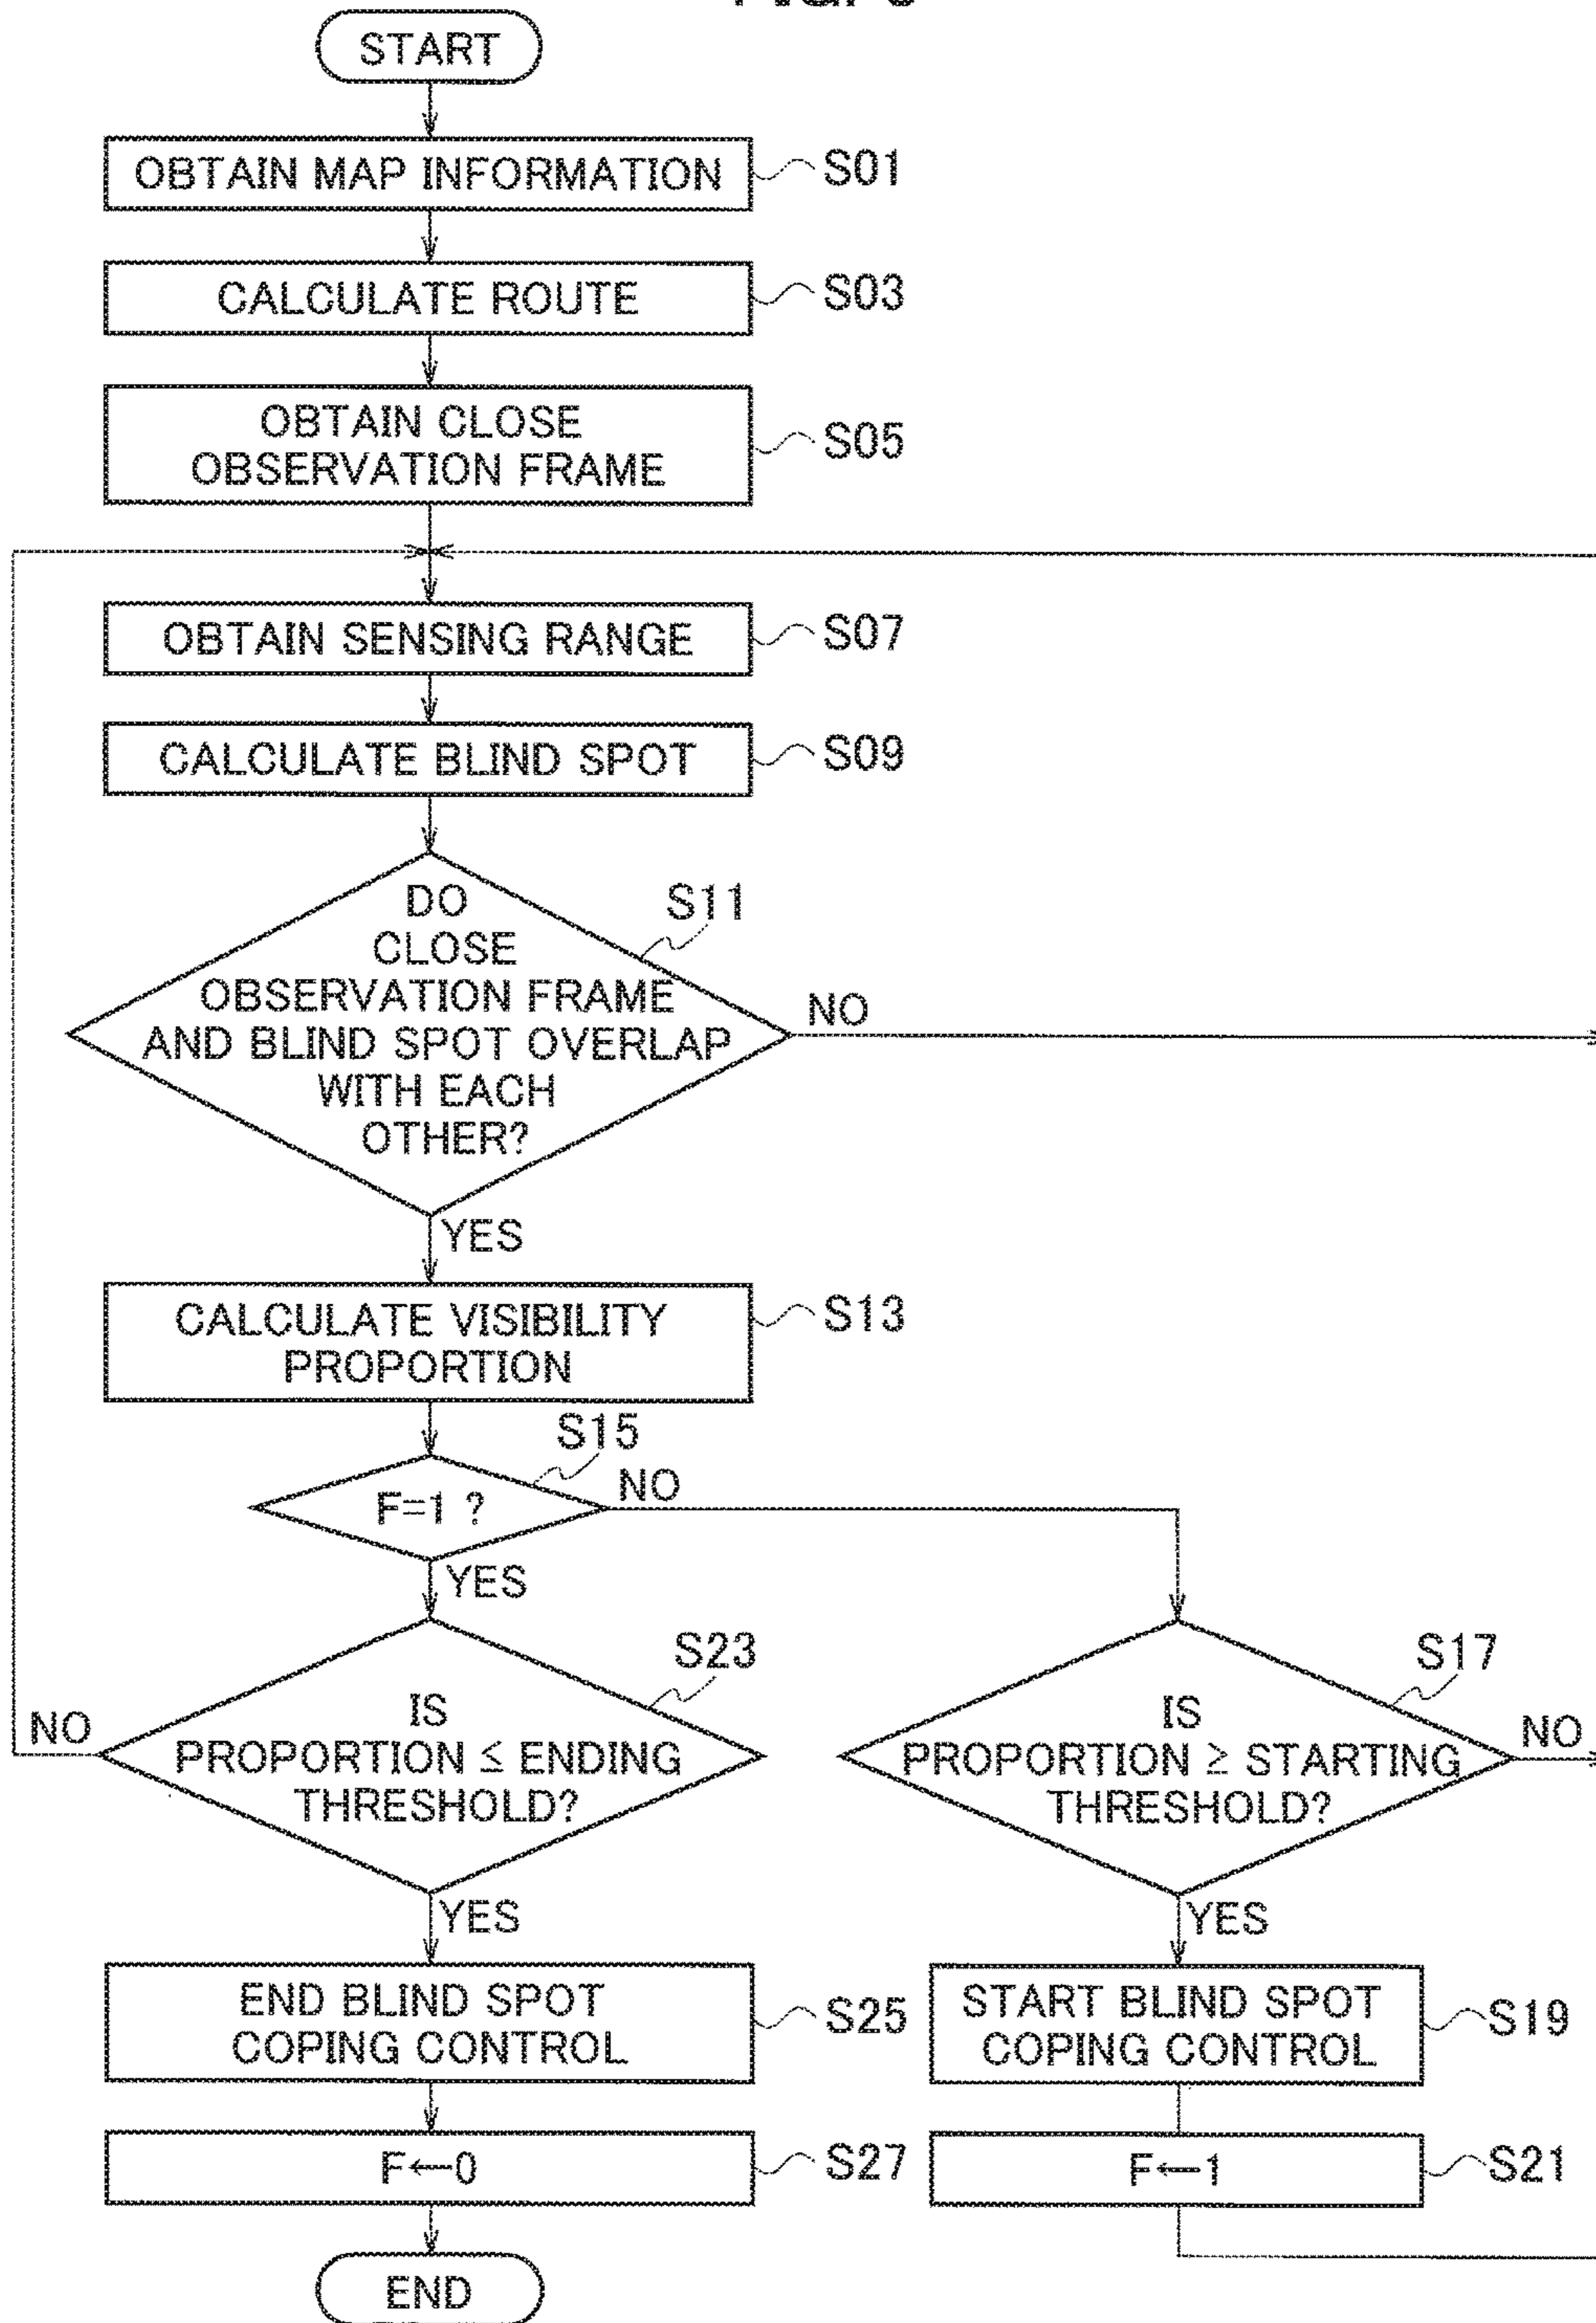 START
OBTAIN MAP INFORMATION
S01
CALCULATE ROUTE
S03
OBTAIN CLOSE
OBSERVATION FRAME
S05
OBTAIN SENSING RANGE
S07
CALCULATE BLIND SPOT
S09
S11
DO
CLOSE
OBSERVATION FRAME
AND BLIND SPOT OVERLAP
WITH EACH
OTHER?
NO
YES
CALCULATE VISIBILITY
PROPORTION
S13
S15
F=1 ?
NO
YES
S23
IS
PROPORTION ≤ ENDING
THRESHOLD?
NO
YES
S17
IS
PROPORTION ≥ STARTING
THRESHOLD?
NO
YES
END BLIND SPOT
COPING CONTROL
S25
START BLIND SPOT
COPING CONTROL
S19
F←0
S27
F←1
S21
END